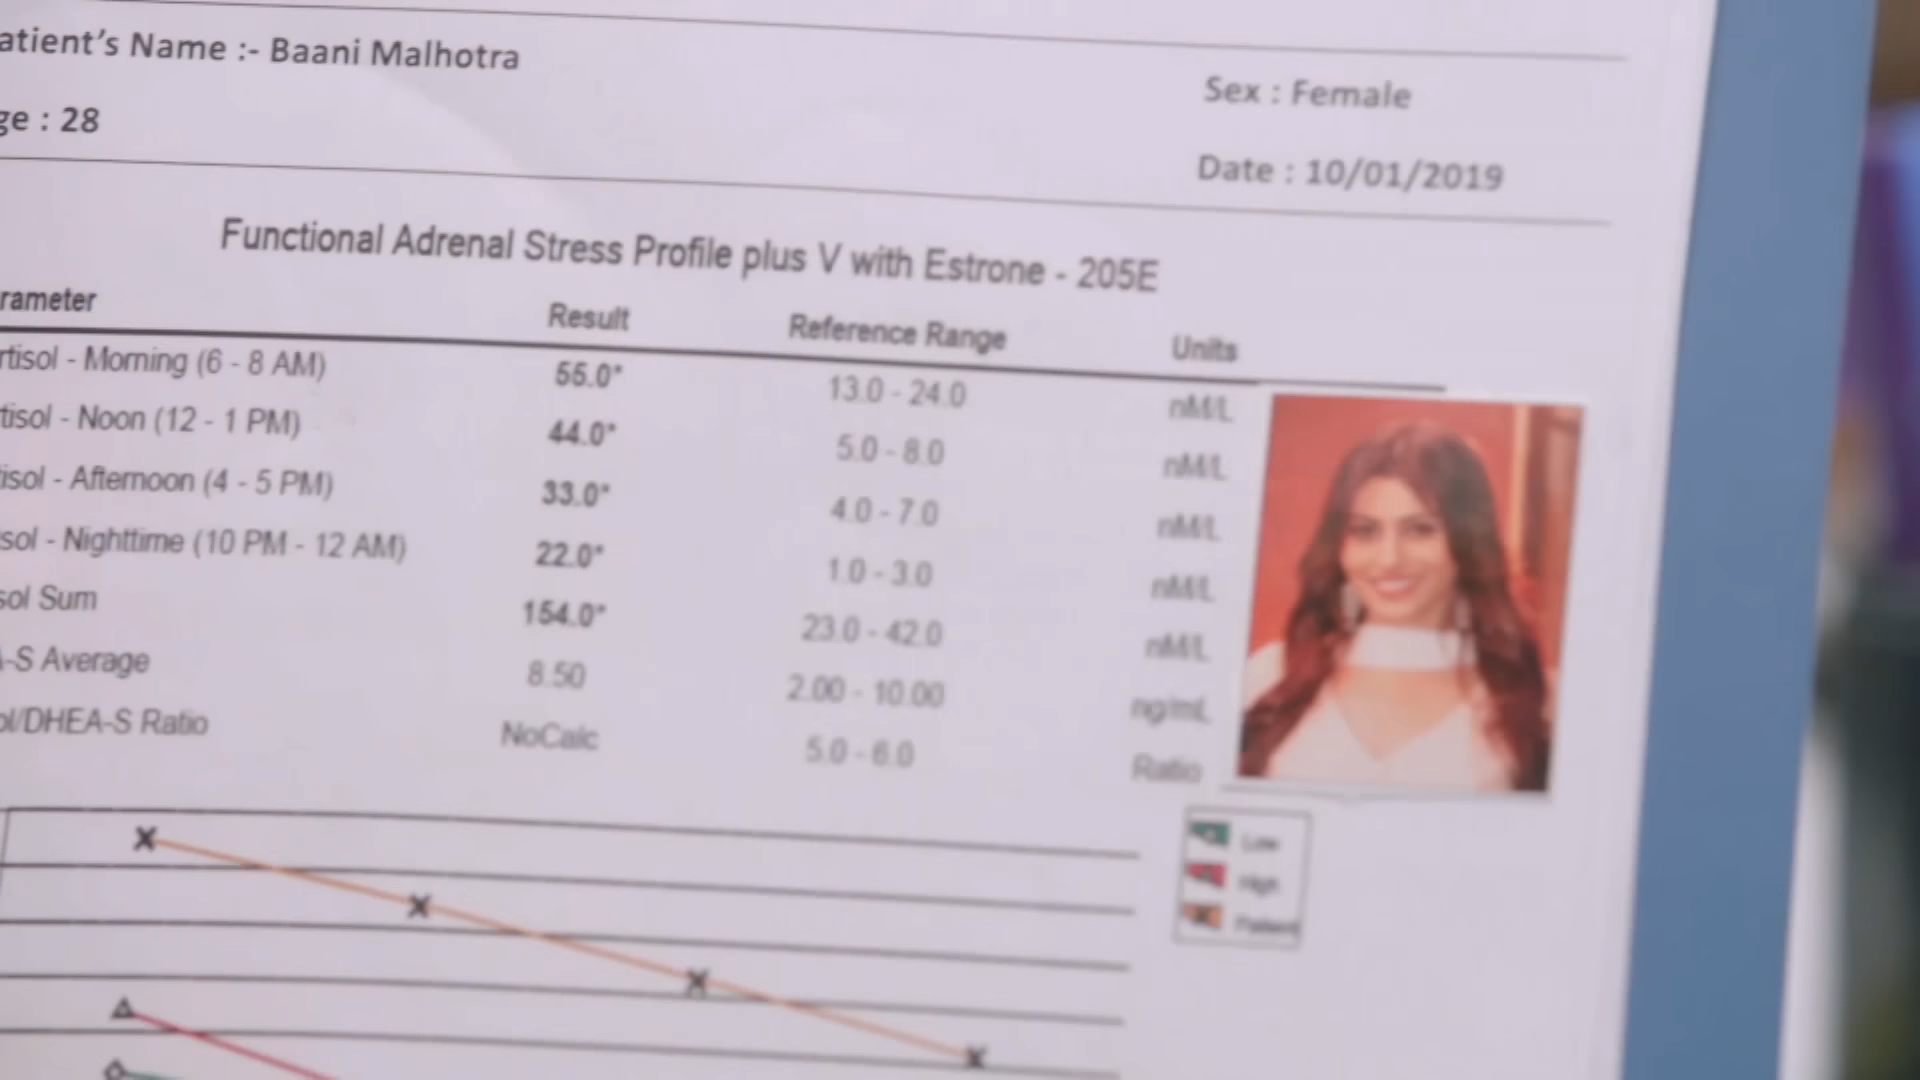 atient's Name :- Baani Malhotra
Sex : Female
ge : 28
Date : 10/01/2019
Functional Adrenal Stress Profile plus V with Estrone - 205E
rameter Result Reference Range Units
rtisol - Morning (6 - 8 AM) 55.0* 13.0 - 24.0 nM/L
tisol - Noon (12 - 1 PM) 44.0* 5.0 - 8.0 nM/L
isol - Afternoon (4 - 5 PM) 33.0* 4.0 - 7.0 nM/L
sol - Nighttime (10 PM - 12 AM) 22.0* 1.0 - 3.0 nM/L
sol Sum 154.0* 23.0 - 42.0 nM/L
A-S Average 8.50 2.00 - 10.00 ng/mL
ol/DHEA-S Ratio NoCalc 5.0 - 6.0 Ratio
Low
High
Patient